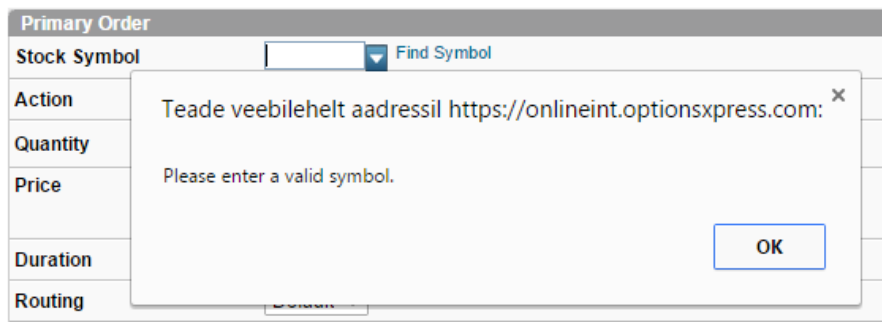 Primary Order
Stock Symbol Find Symbol
Action
Teade veebilehelt aadressil https://onlineint.optionsxpress.com: ×
Quantity
Please enter a valid symbol.
Price
OK
Duration
Routing